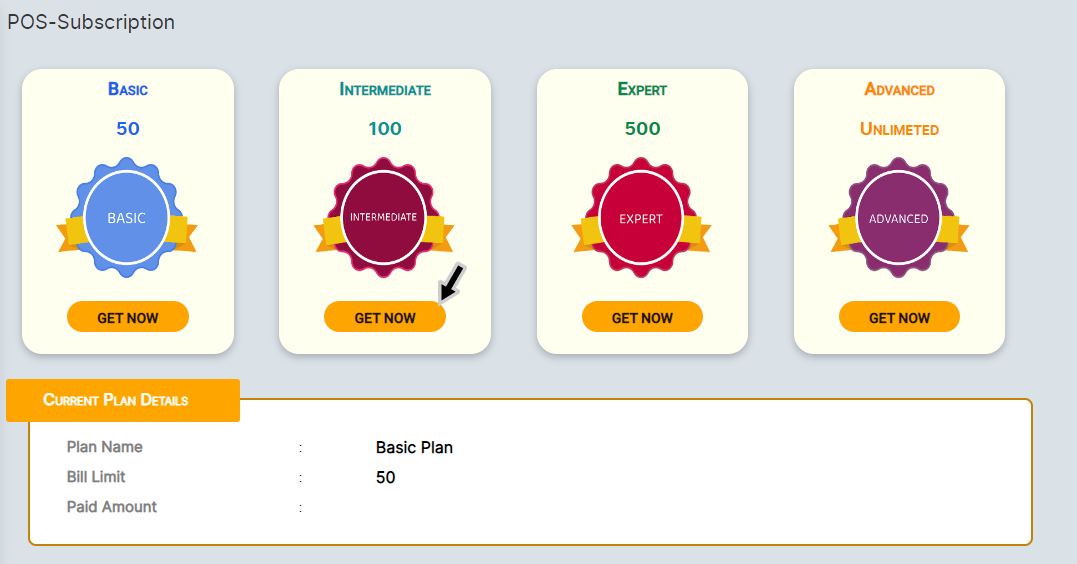 POS-Subscription
Basic
50
BASIC
GET NOW
Intermediate
100
INTERMEDIATE
GET NOW
Expert
500
EXPERT
GET NOW
Advanced
Unlimeted
ADVANCED
GET NOW
Current Plan Details
Plan Name : Basic Plan
Bill Limit : 50
Paid Amount :